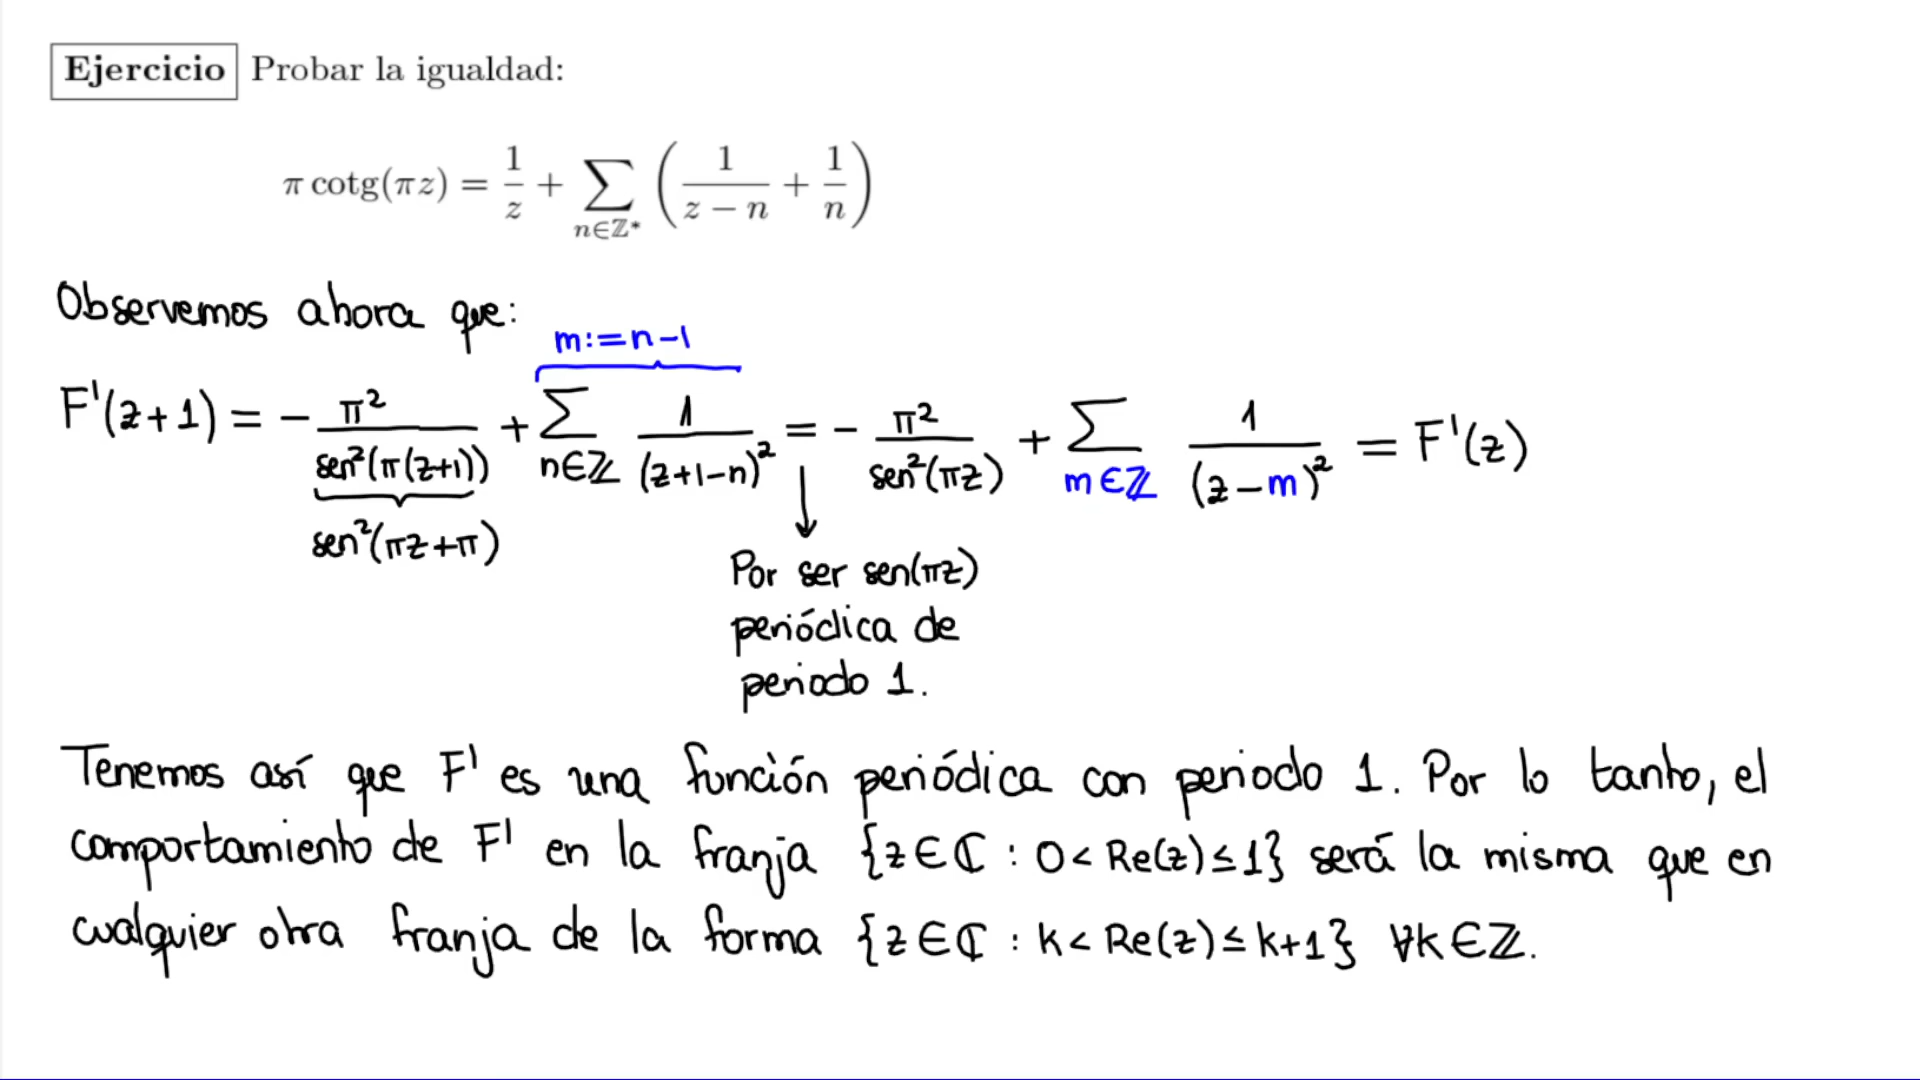 Ejercicio Probar la igualdad:
π cotg(πz) = 1/z + ∑_{n∈ℤ*} (1/(z − n) + 1/n)
Observemos ahora que:
m:=n-1
F'(z+1) = - π²/sen²(π(z+1)) + ∑_{n∈ℤ} 1/(z+1-n)² = - π²/sen²(πz) + ∑_{m∈ℤ} 1/(z-m)² = F'(z)
sen²(πz+π)
Por ser sen(πz)
periódica de
periodo 1.
Tenemos así que F' es una función periódica con periodo 1. Por lo tanto, el
comportamiento de F' en la franja {z∈ℂ : 0< Re(z)≤1} será la misma que en
cualquier otra franja de la forma {z∈ℂ : k< Re(z)≤k+1} ∀k∈ℤ.